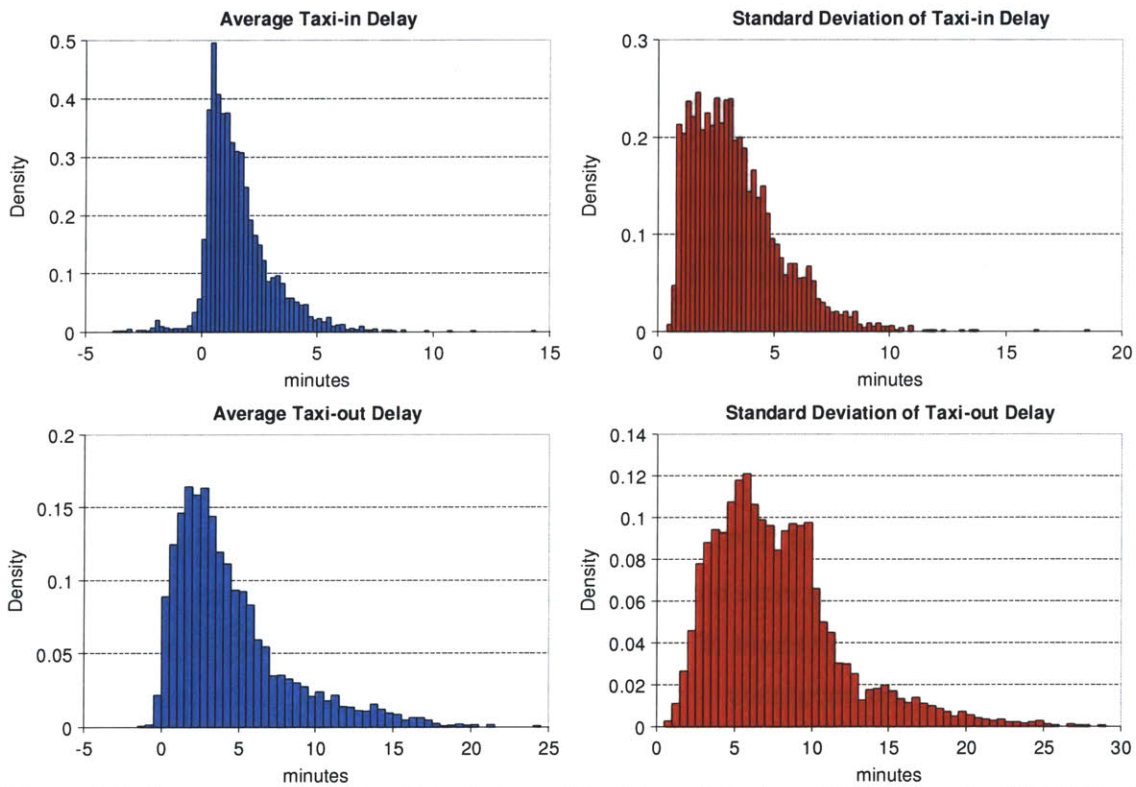 Average Taxi-in Delay
0.5
0.4
0.3
0.2
0.1
0
Density
-5 0 5 10 15
minutes
Standard Deviation of Taxi-in Delay
0.3
0.2
0.1
0
Density
0 5 10 15 20
minutes
Average Taxi-out Delay
0.2
0.15
0.1
0.05
0
Density
-5 0 5 10 15 20 25
minutes
Standard Deviation of Taxi-out Delay
0.14
0.12
0.1
0.08
0.06
0.04
0.02
0
Density
0 5 10 15 20 25 30
minutes